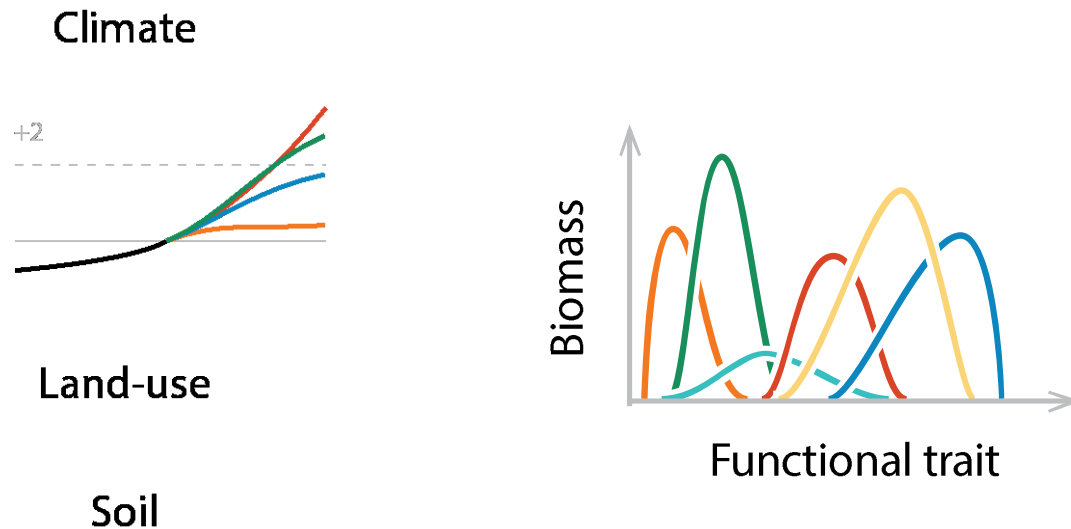 Climate
+2
Land-use
Soil
Biomass
Functional trait